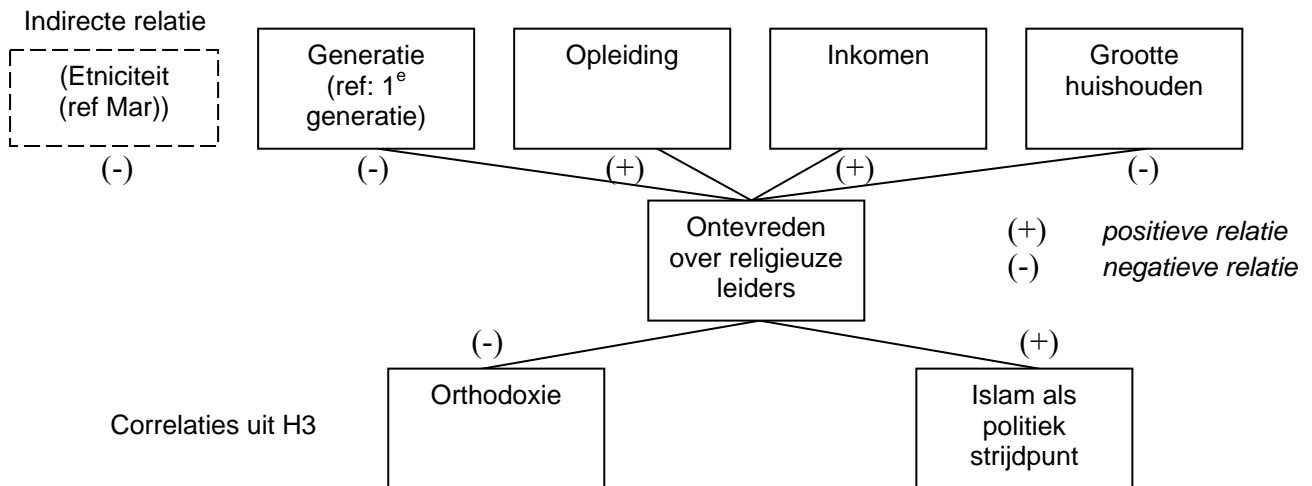 Indirecte relatie
(Etniciteit
(ref Mar))
(-)
Generatie
(ref: 1e
generatie)
(-)
Opleiding
(+)
Inkomen
(+)
Grootte
huishouden
(-)
Ontevreden
over religieuze
leiders
(+) positieve relatie
(-) negatieve relatie
(-)
(+)
Correlaties uit H3
Orthodoxie
Islam als
politiek
strijdpunt